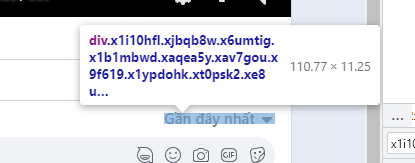 div.x1i10hfl.xjbqb8w.x6umtig.
x1b1mbwd.xaqea5y.xav7gou.x
9f619.x1ypdohk.xt0psk2.xe8
u...
110.77 × 11.25
Gần đây nhất
GIF
...
x1i10